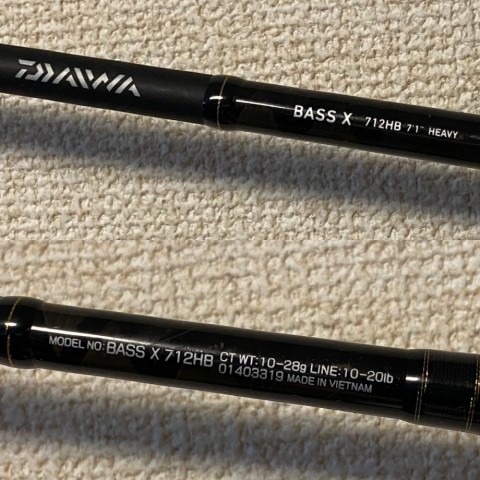 DAIWA
BASS X 712HB 7'1" HEAVY
MODEL NO: BASS X 712HB CT WT: 10-28g LINE: 10-20lb
01403319 MADE IN VIETNAM